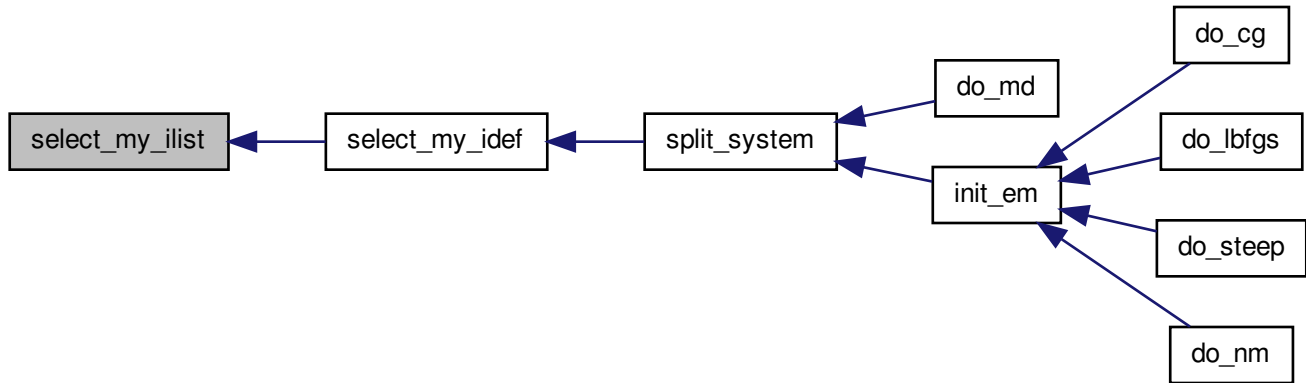 select_my_ilist
select_my_idef
split_system
do_md
init_em
do_cg
do_lbfgs
do_steep
do_nm